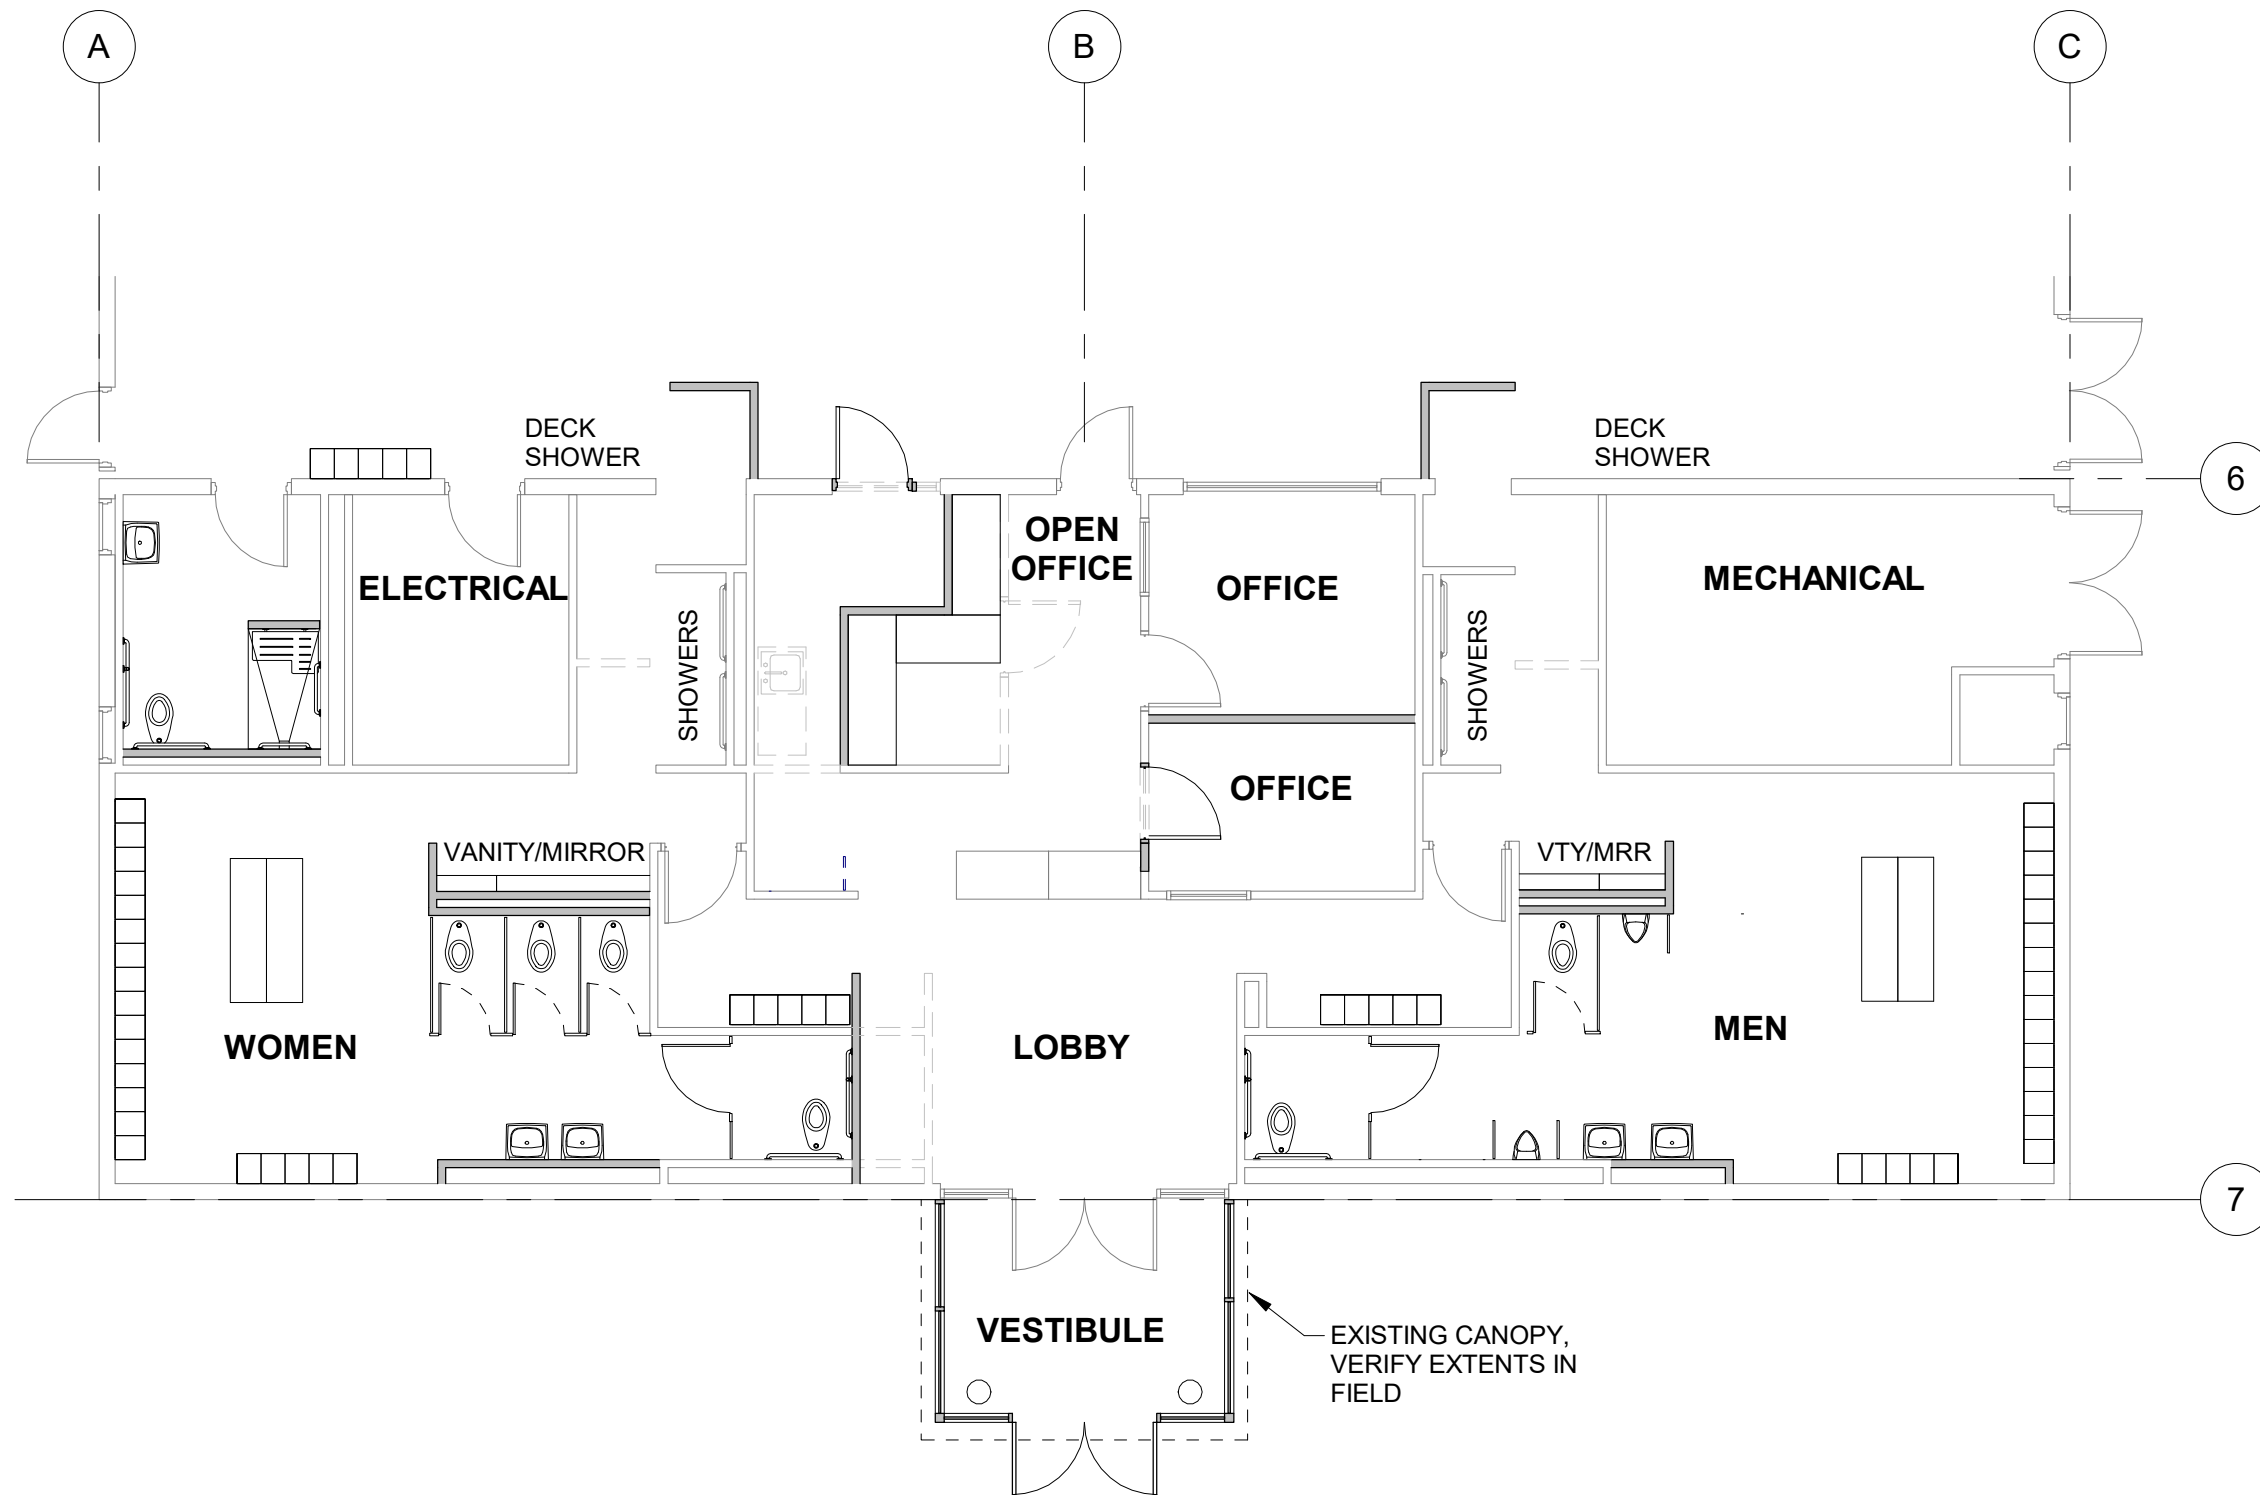 A
B
C
DECK
SHOWER
DECK
SHOWER
6
OPEN
OFFICE
ELECTRICAL
OFFICE
MECHANICAL
SHOWERS
SHOWERS
OFFICE
VANITY/MIRROR
VTY/MRR
WOMEN
LOBBY
MEN
7
VESTIBULE
EXISTING CANOPY,
VERIFY EXTENTS IN
FIELD